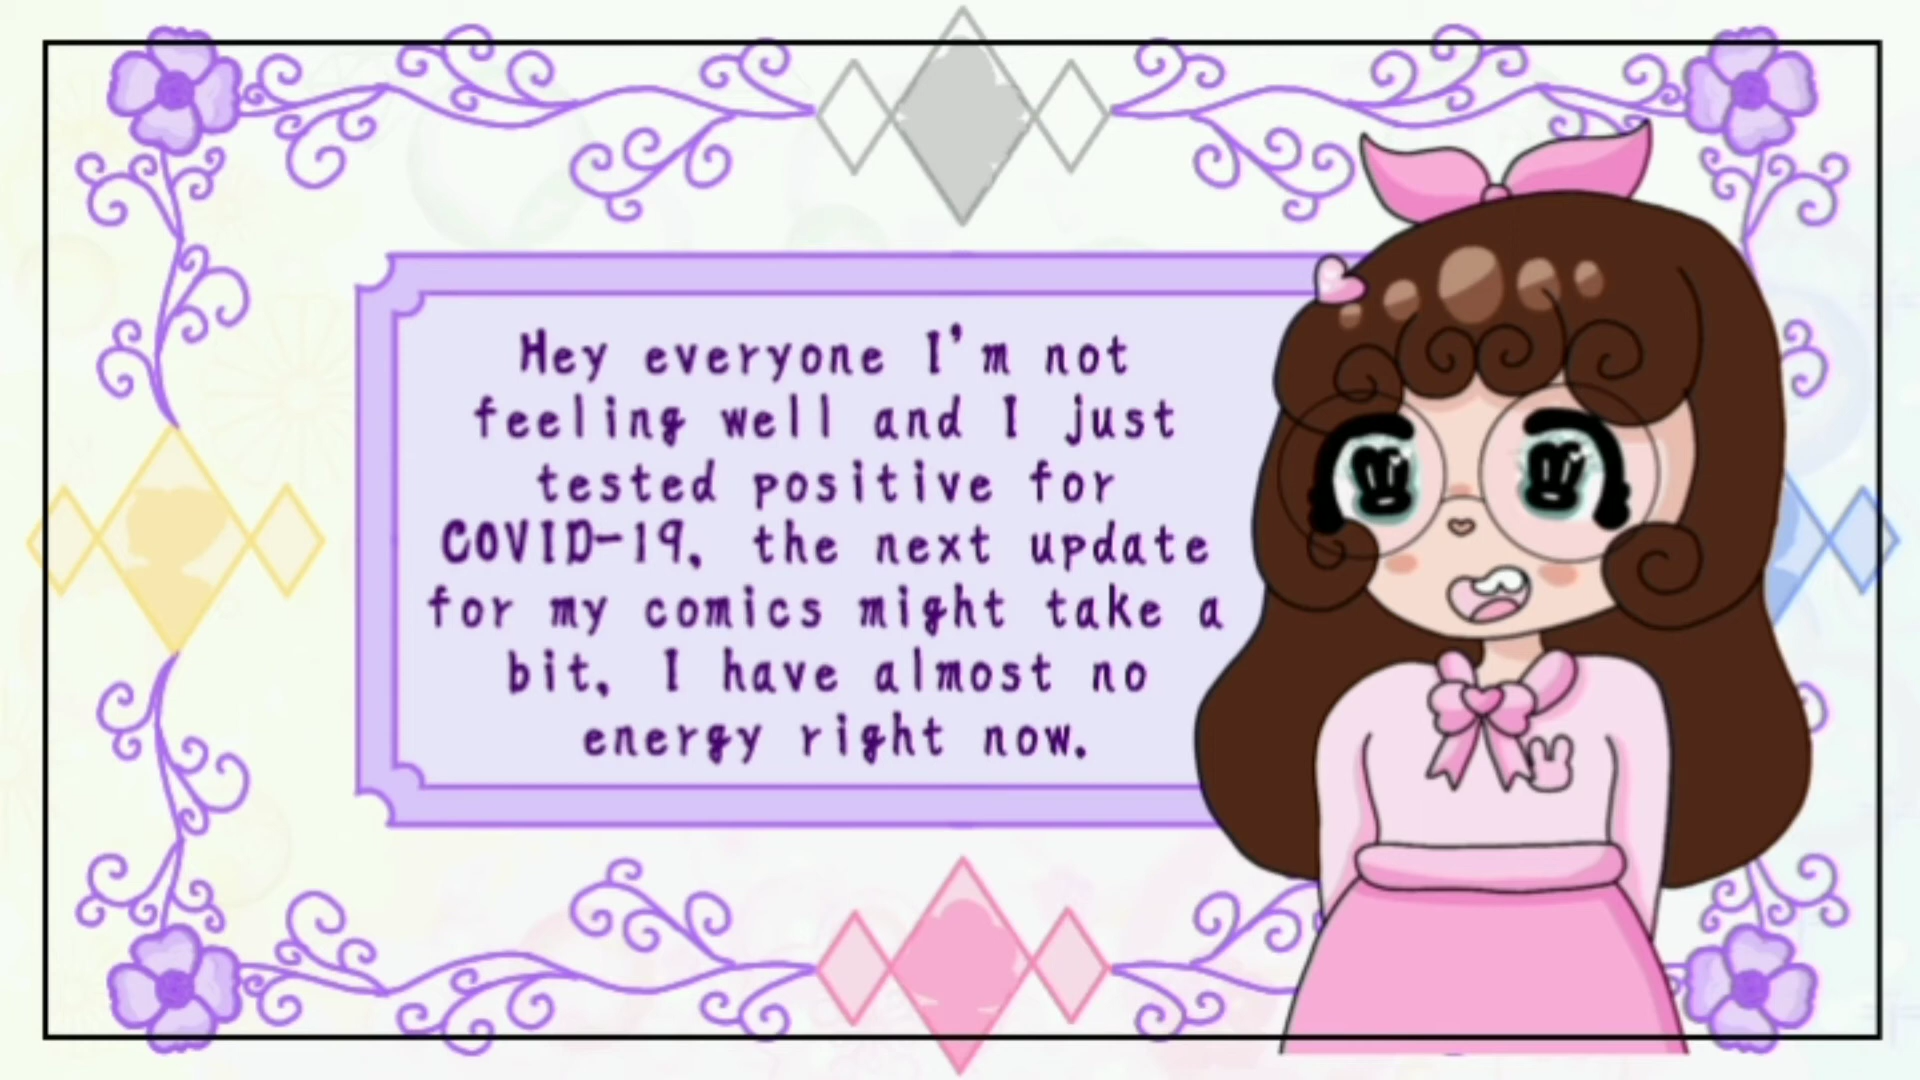 Hey everyone I'm not
feeling well and I just
tested positive for
COVID-19, the next update
for my comics might take a
bit, I have almost no
energy right now.